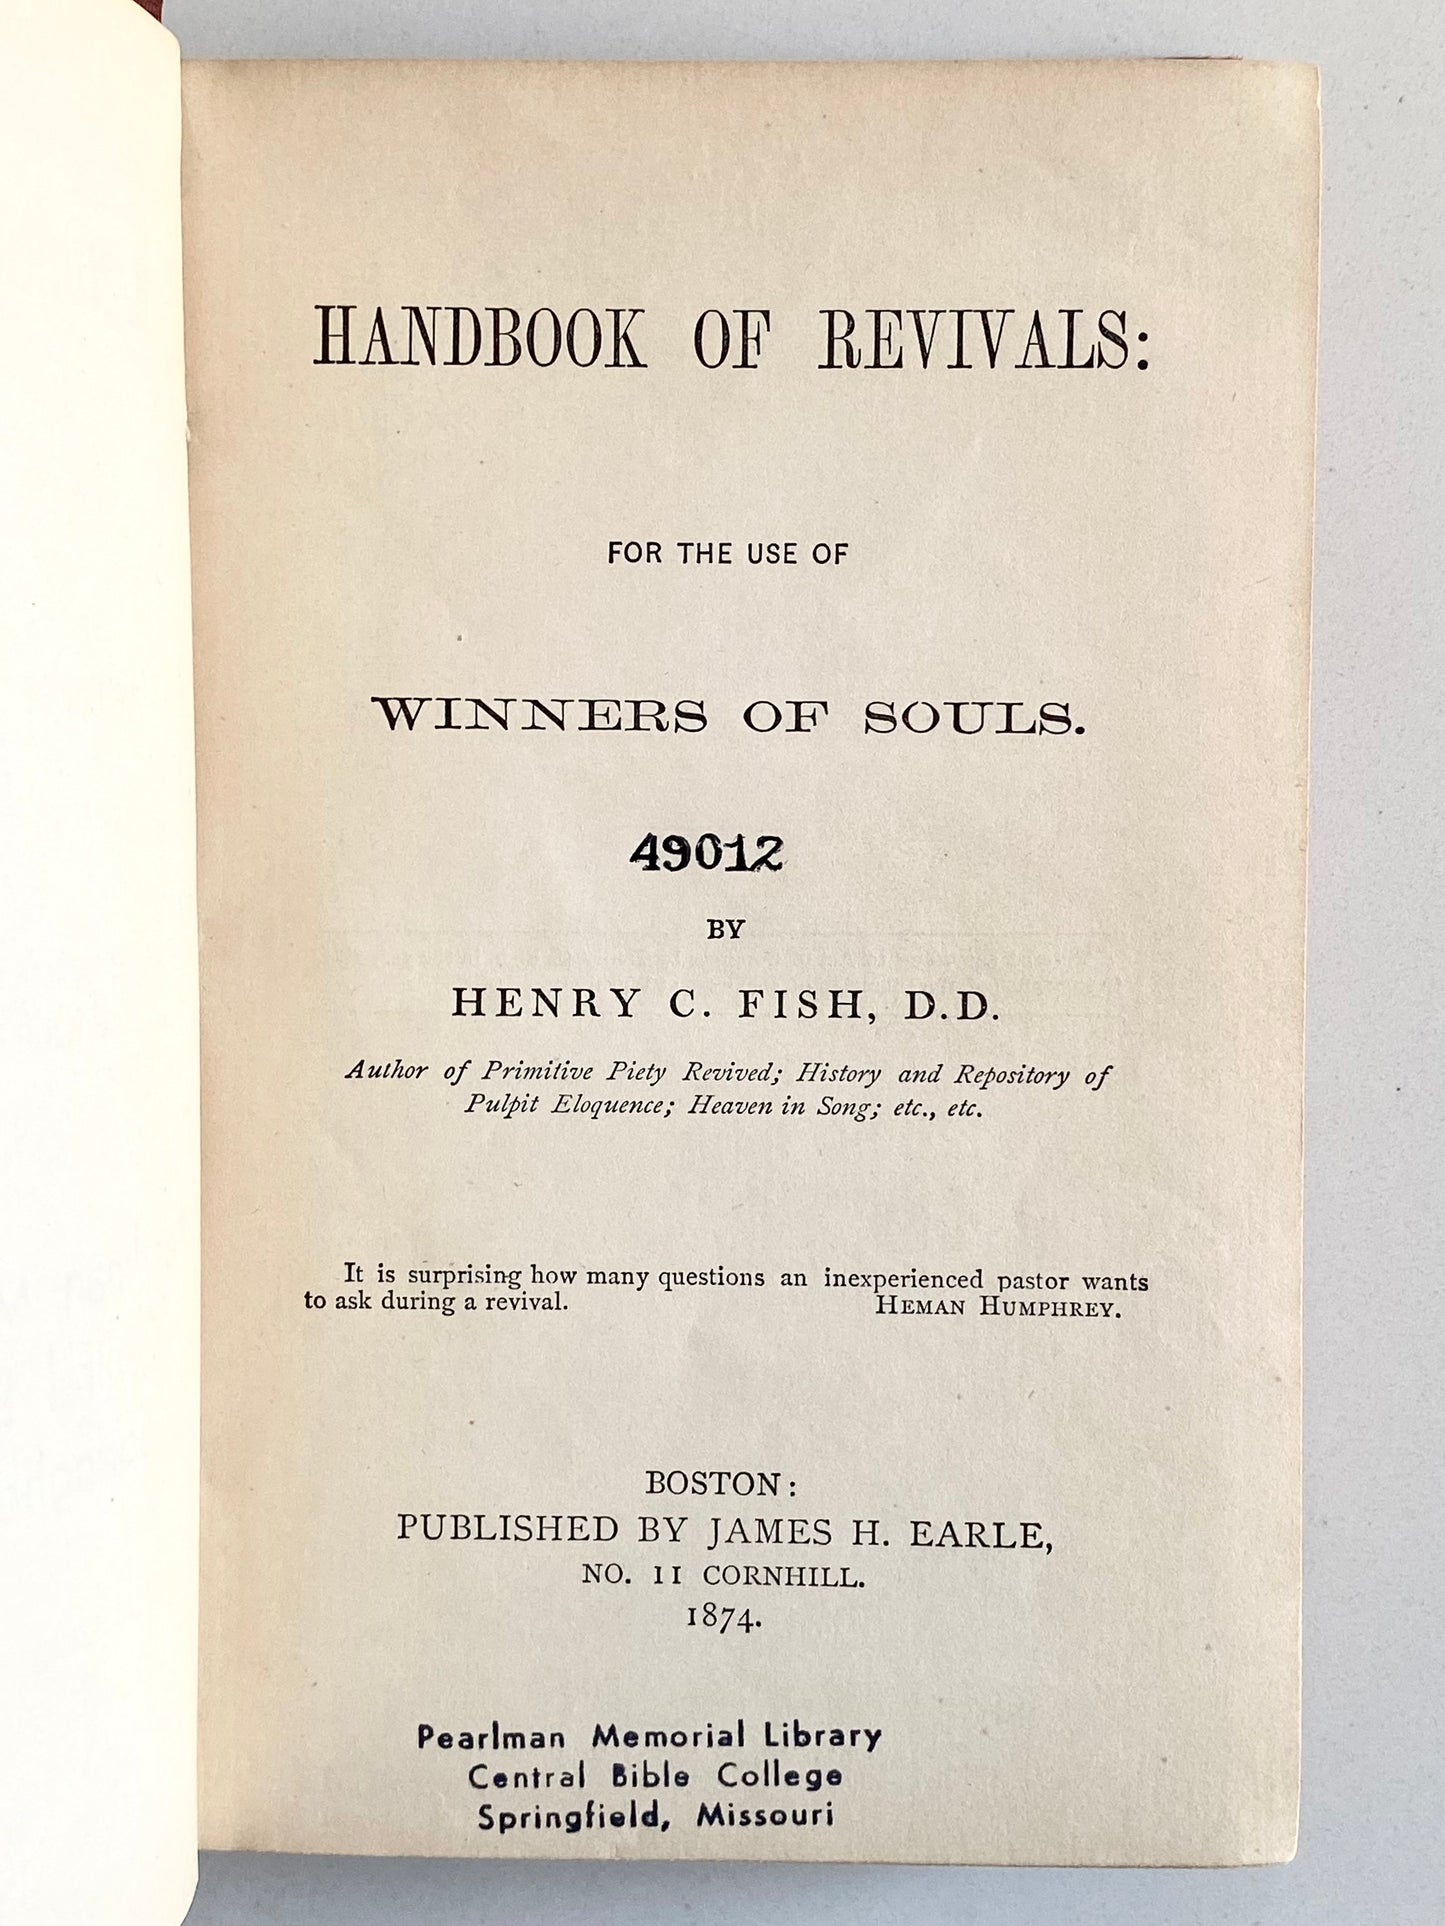 HANDBOOK OF REVIVALS:
FOR THE USE OF
WINNERS OF SOULS.
49012
BY
HENRY C. FISH, D.D.
Author of Primitive Piety Revived; History and Repository of
Pulpit Eloquence; Heaven in Song; etc., etc.
It is surprising how many questions an inexperienced pastor wants
to ask during a revival. HEMAN HUMPHREY.
BOSTON:
PUBLISHED BY JAMES H. EARLE,
NO. 11 CORNHILL.
1874.
Pearlman Memorial Library
Central Bible College
Springfield, Missouri